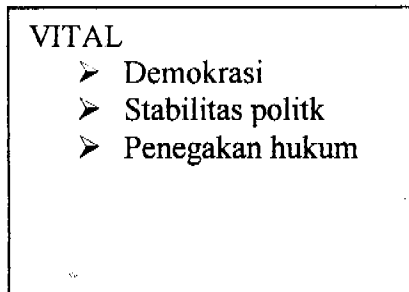 VITAL
➢ Demokrasi
➢ Stabilitas politk
➢ Penegakan hukum